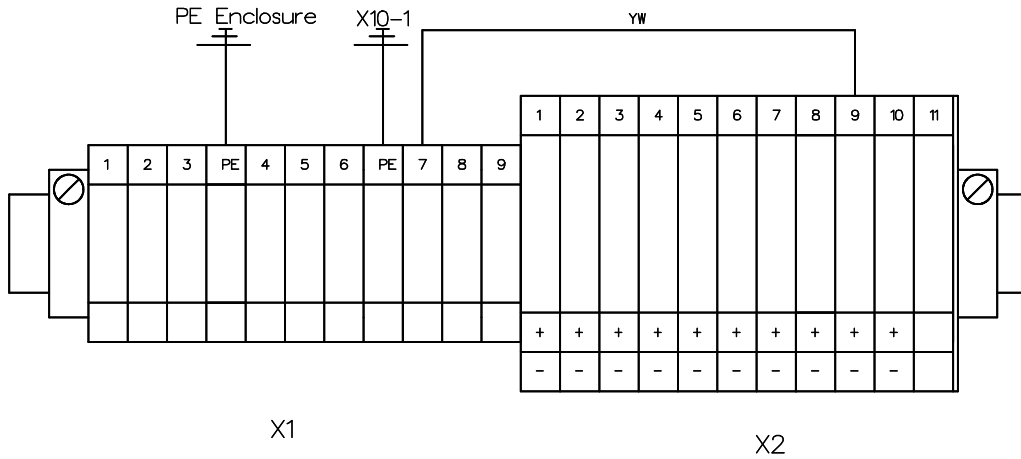 PE Enclosure X10-1 YW
1 2 3 4 5 6 7 8 9 10 11
1 2 3 PE 4 5 6 PE 7 8 9
+ + + + + + + + + +
- - - - - - - - - -
X1
X2